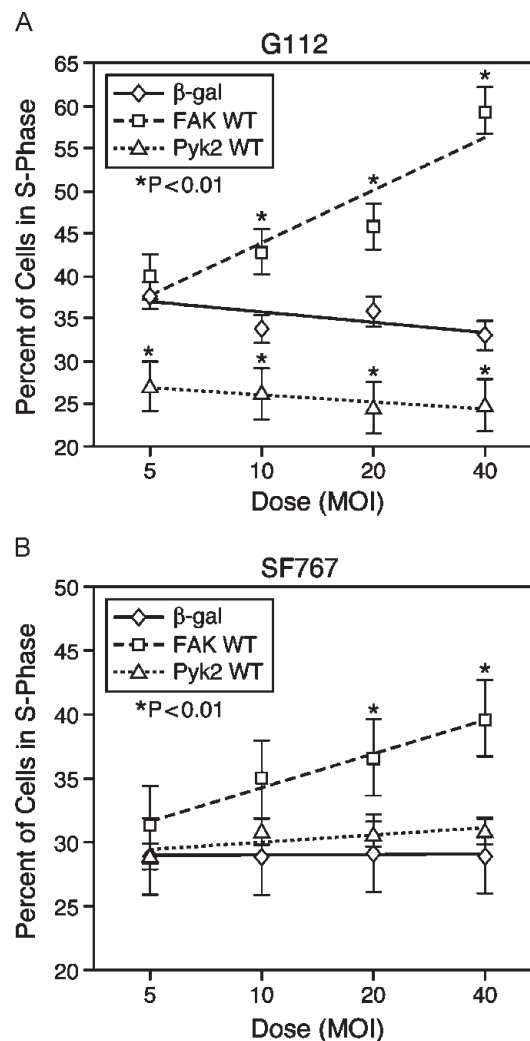 A
G112
65
60
55
50
45
40
35
30
25
20
Percent of Cells in S-Phase
β-gal
FAK WT
Pyk2 WT
*P<0.01
*
*
*
*
*
*
*
5
10
20
40
Dose (MOI)
B
SF767
50
45
40
35
30
25
20
Percent of Cells in S-Phase
β-gal
FAK WT
Pyk2 WT
*P<0.01
*
*
5
10
20
40
Dose (MOI)